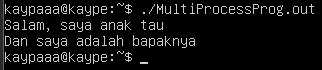 kaypaaa@kaype:~$ ./MultiProcessProg.out
Salam, saya anak tau
Dan saya adalah bapaknya
kaypaaa@kaype:~$ _